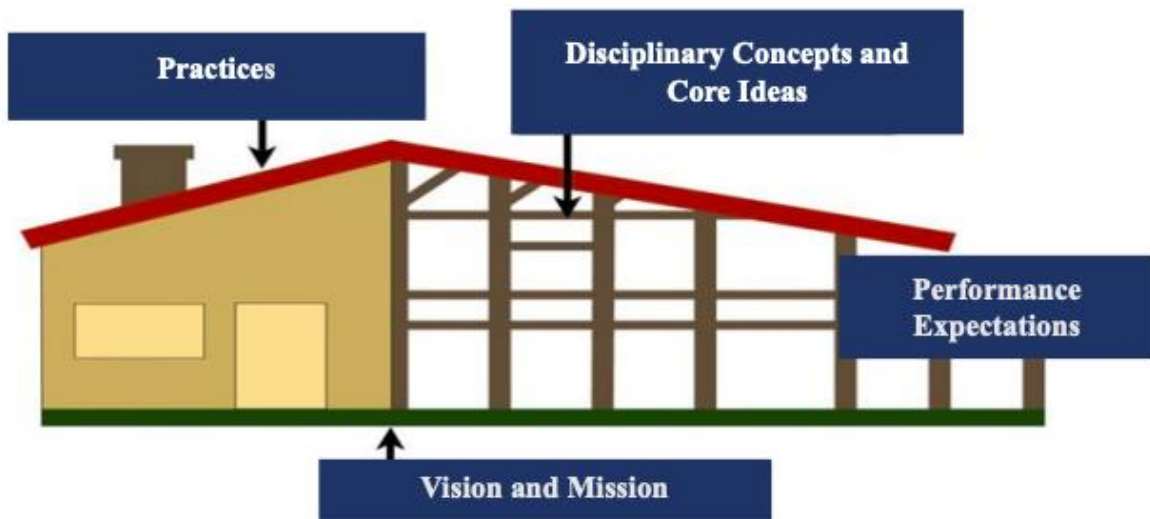 Practices
Disciplinary Concepts and
Core Ideas
Performance
Expectations
Vision and Mission